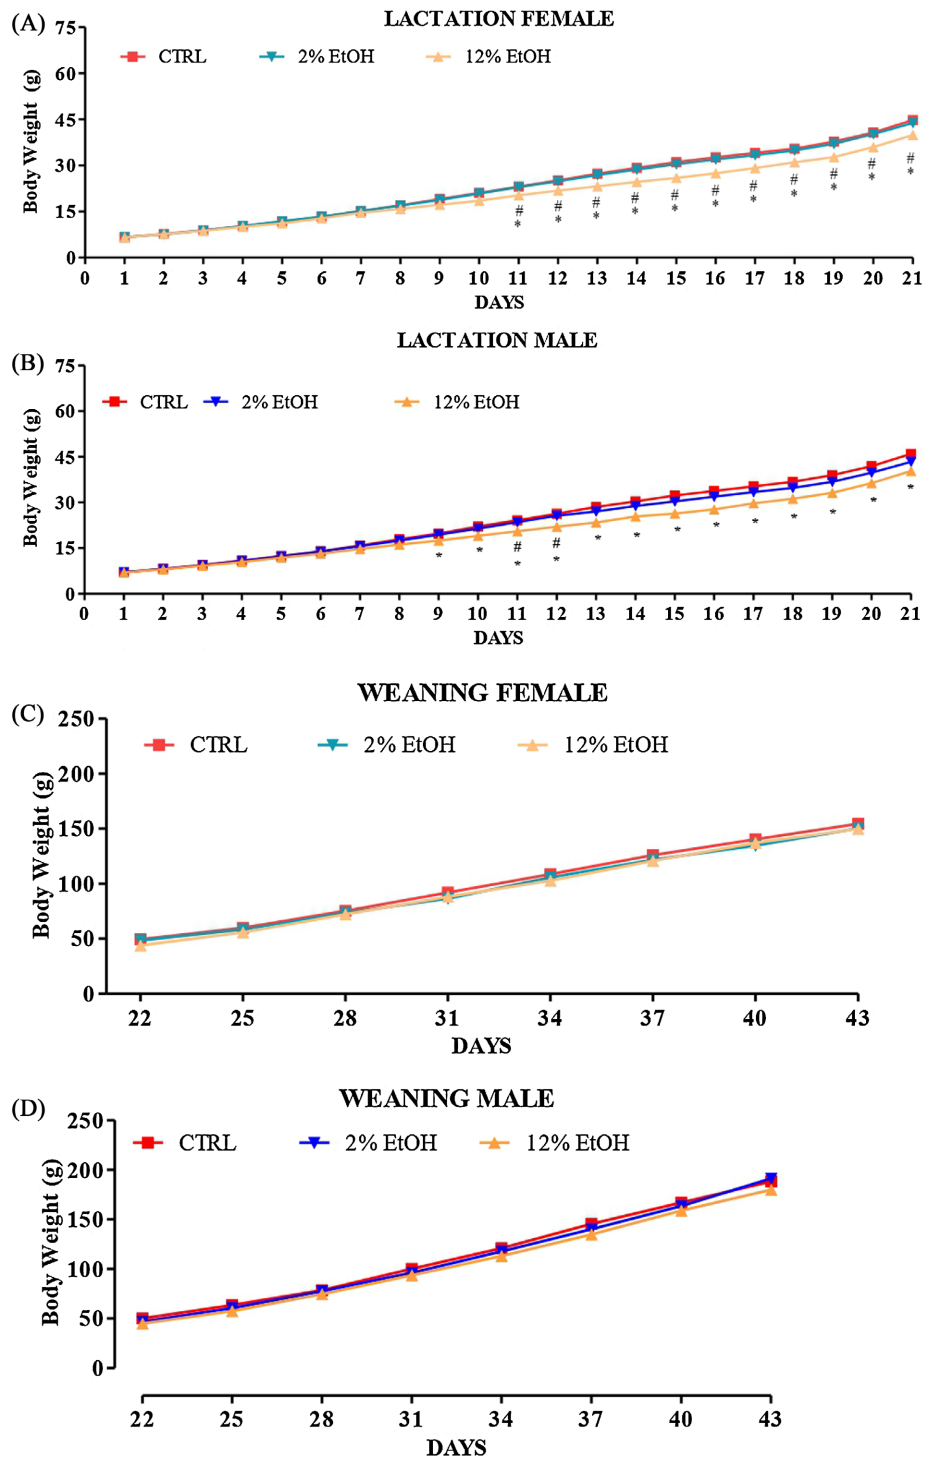 (A)
LACTATION FEMALE
CTRL 2% EtOH 12% EtOH
Body Weight (g)
75
60
45
30
15
0
# # # # # # # # # # #
* * * * * * * * * * *
0 1 2 3 4 5 6 7 8 9 10 11 12 13 14 15 16 17 18 19 20 21
DAYS
(B)
LACTATION MALE
CTRL 2% EtOH 12% EtOH
Body Weight (g)
75
60
45
30
15
0
# #
* * * * * * * * * * * * *
0 1 2 3 4 5 6 7 8 9 10 11 12 13 14 15 16 17 18 19 20 21
DAYS
(C)
WEANING FEMALE
CTRL 2% EtOH 12% EtOH
Body Weight (g)
250
200
150
100
50
0
22 25 28 31 34 37 40 43
DAYS
(D)
WEANING MALE
CTRL 2% EtOH 12% EtOH
Body Weight (g)
250
200
150
100
50
0
22 25 28 31 34 37 40 43
DAYS